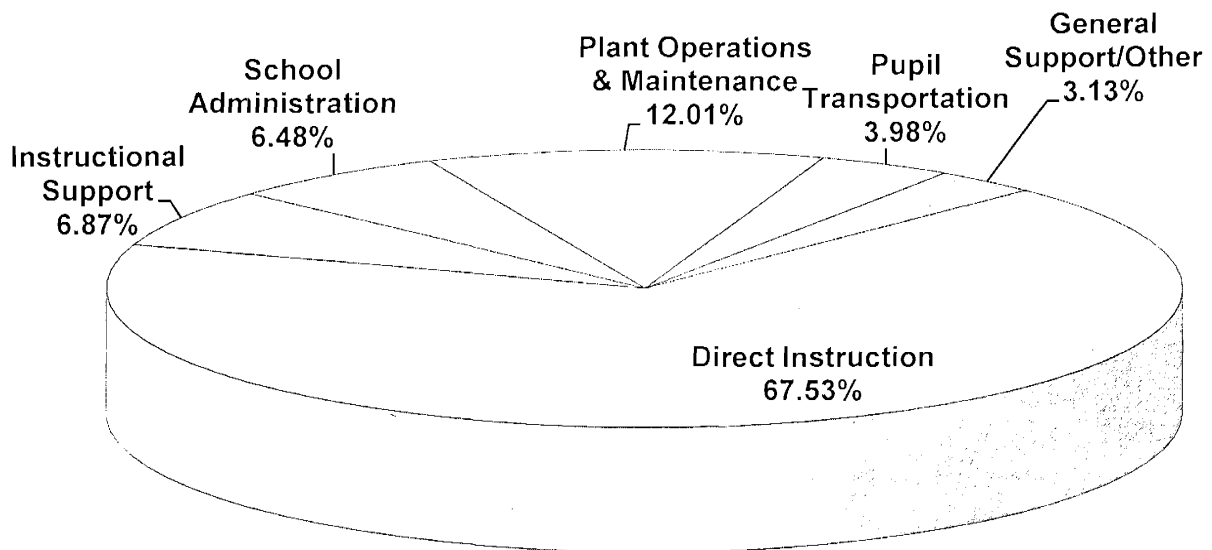 Instructional
Support
6.87%
School
Administration
6.48%
Plant Operations
& Maintenance
12.01%
Pupil
Transportation
3.98%
General
Support/Other
3.13%
Direct Instruction
67.53%